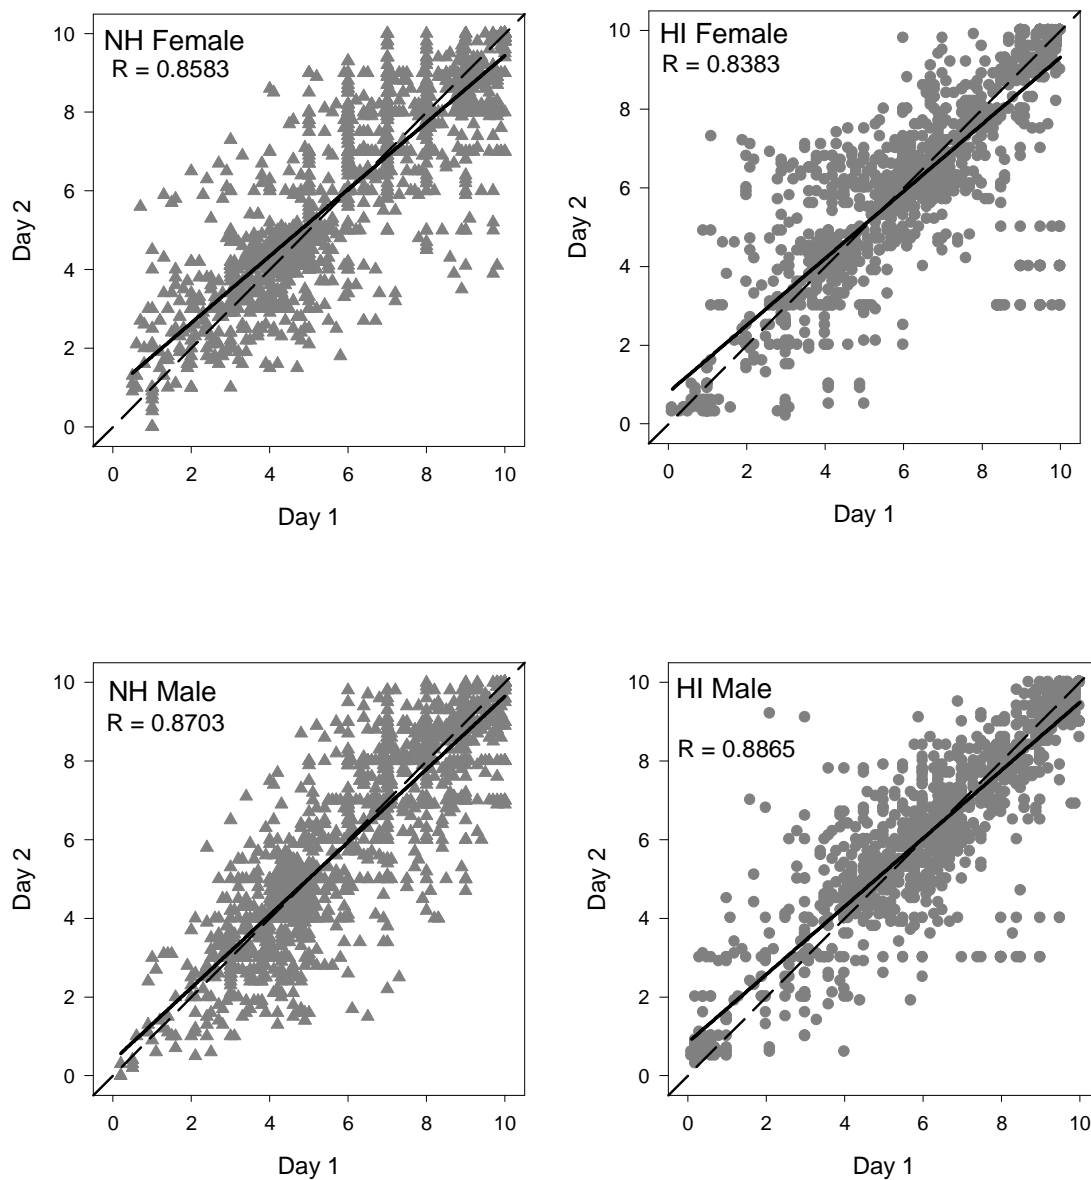 NH Female
R = 0.8583
10
8
6
4
2
0
Day 2
0 2 4 6 8 10
Day 1
HI Female
R = 0.8383
10
8
6
4
2
0
Day 2
0 2 4 6 8 10
Day 1
NH Male
R = 0.8703
10
8
6
4
2
0
Day 2
0 2 4 6 8 10
Day 1
HI Male
R = 0.8865
10
8
6
4
2
0
Day 2
0 2 4 6 8 10
Day 1